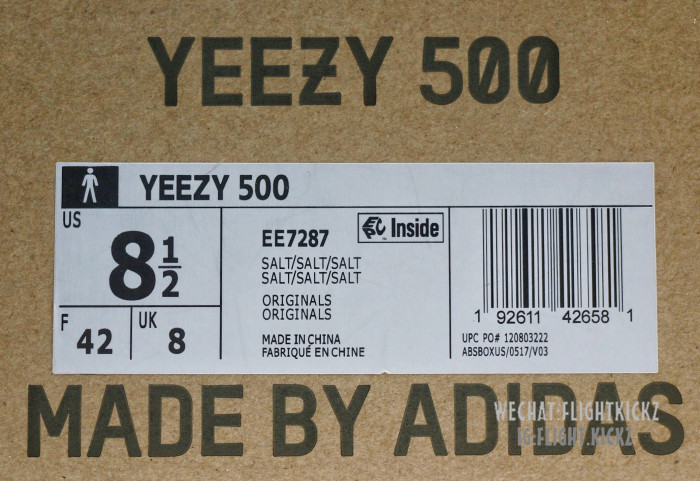 YEEZY 500
YEEZY 500
US
8 1/2
F 42
UK 8
EE7287
Inside
SALT/SALT/SALT
SALT/SALT/SALT
ORIGINALS
ORIGINALS
MADE IN CHINA
FABRIQUÉ EN CHINE
1 92611 42658 1
UPC PO# 120803222
ABSBOXUS/0517/V03
MADE BY ADIDAS
WECHAT:FLIGHTKICKZ
IG:FLIGHT.KICKZ